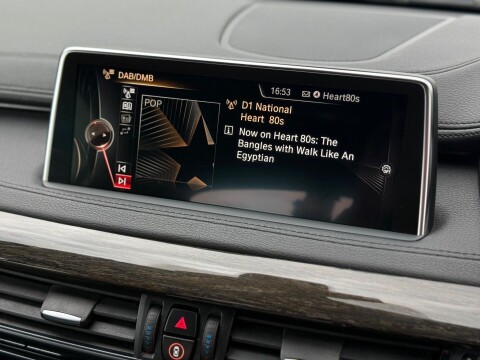 DAB/DMB
16:53
Heart80s
POP
D1 National
Heart 80s
Now on Heart 80s: The
Bangles with Walk Like An
Egyptian